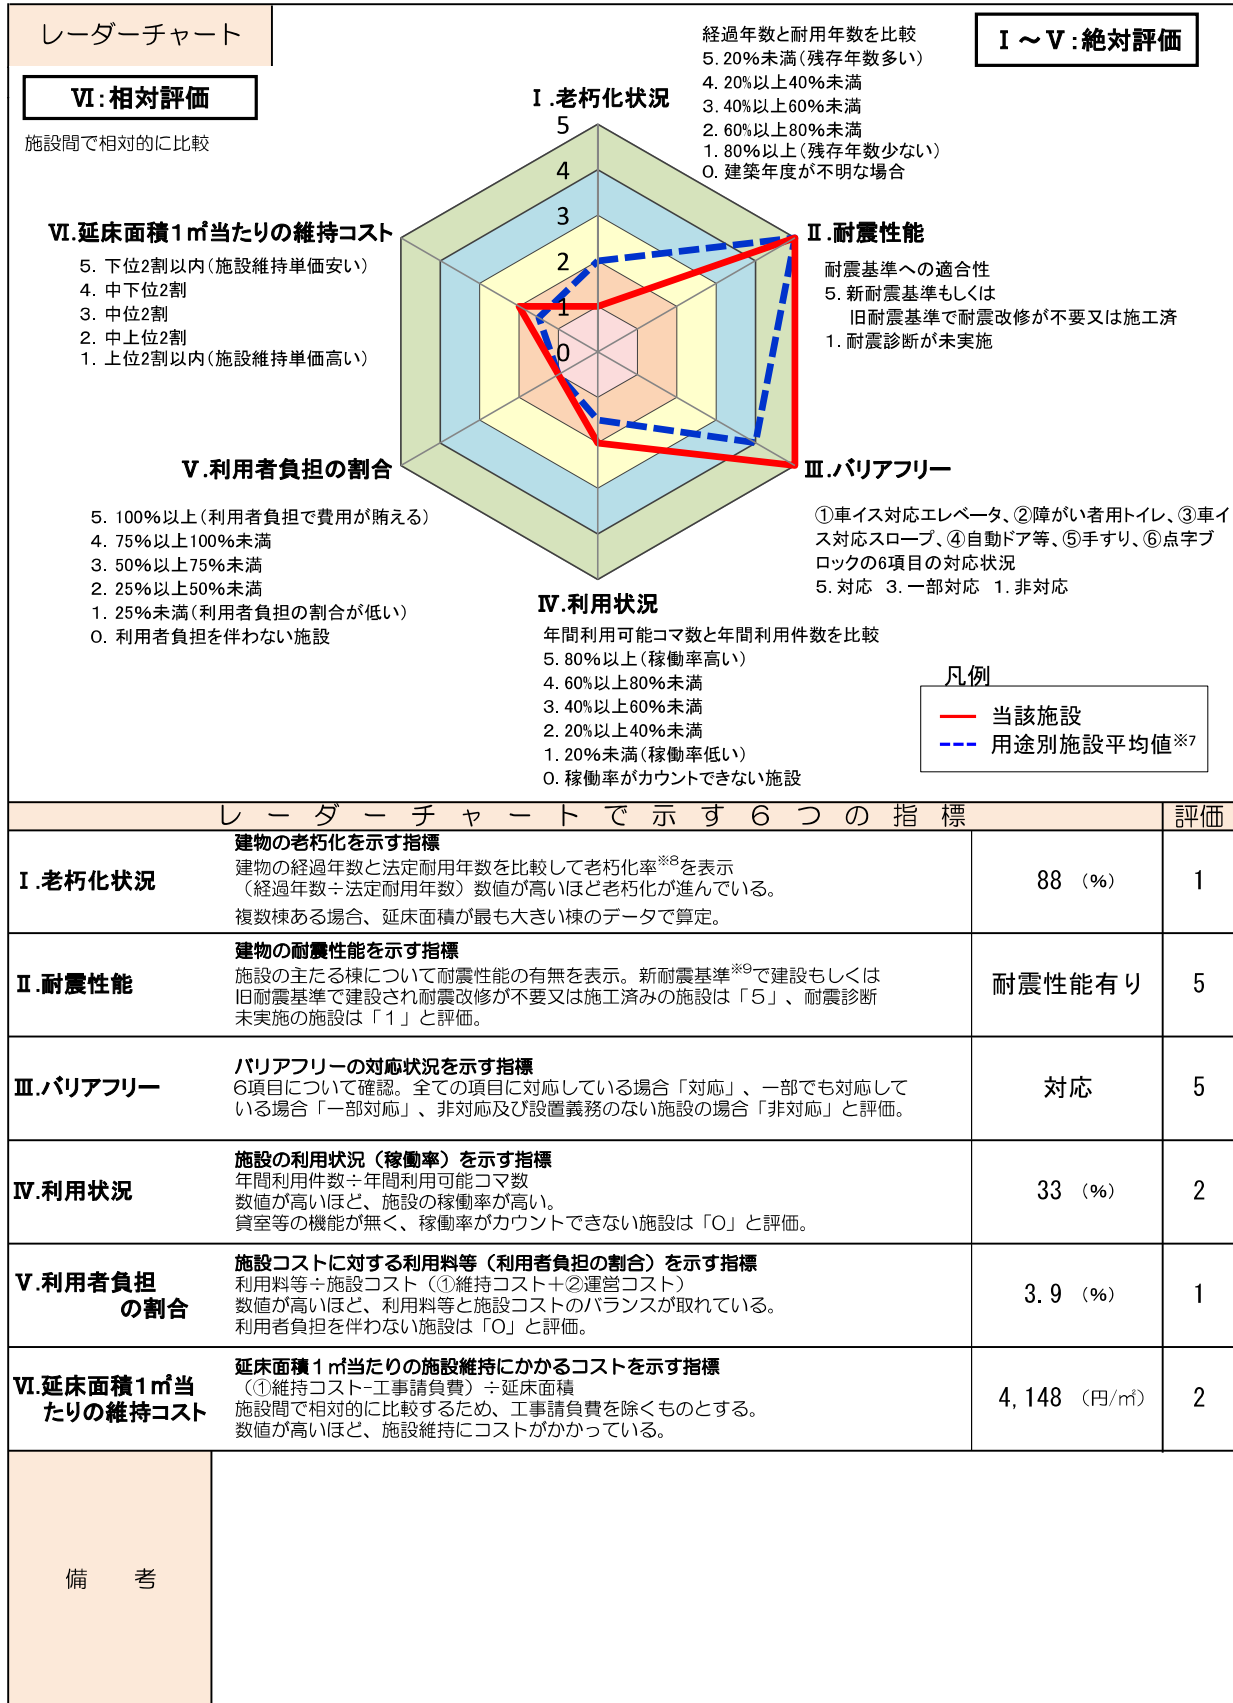 レーダーチャート
Ⅵ:相対評価
施設間で相対的に比較
Ⅰ～Ⅴ:絶対評価
経過年数と耐用年数を比較
5. 20%未満(残存年数多い)
4. 20%以上40%未満
3. 40%以上60%未満
2. 60%以上80%未満
1. 80%以上(残存年数少ない)
0. 建築年度が不明な場合
Ⅰ.老朽化状況
5
4
3
2
1
0
Ⅱ.耐震性能
耐震基準への適合性
5. 新耐震基準もしくは
旧耐震基準で耐震改修が不要又は施工済
1. 耐震診断が未実施
Ⅲ.バリアフリー
①車イス対応エレベータ、②障がい者用トイレ、③車イ
ス対応スロープ、④自動ドア等、⑤手すり、⑥点字ブ
ロックの6項目の対応状況
5. 対応 3. 一部対応 1. 非対応
Ⅵ.延床面積1㎡当たりの維持コスト
5. 下位2割以内(施設維持単価安い)
4. 中下位2割
3. 中位2割
2. 中上位2割
1. 上位2割以内(施設維持単価高い)
Ⅴ.利用者負担の割合
5. 100%以上(利用者負担で費用が賄える)
4. 75%以上100%未満
3. 50%以上75%未満
2. 25%以上50%未満
1. 25%未満(利用者負担の割合が低い)
0. 利用者負担を伴わない施設
Ⅳ.利用状況
年間利用可能コマ数と年間利用件数を比較
5. 80%以上(稼働率高い)
4. 60%以上80%未満
3. 40%以上60%未満
2. 20%以上40%未満
1. 20%未満(稼働率低い)
0. 稼働率がカウントできない施設
凡例
当該施設
用途別施設平均値※7
レーダーチャートで示す6つの指標 評価
Ⅰ.老朽化状況
建物の老朽化を示す指標
建物の経過年数と法定耐用年数を比較して老朽化率※8を表示
(経過年数÷法定耐用年数)数値が高いほど老朽化が進んでいる。
複数棟ある場合、延床面積が最も大きい棟のデータで算定。
88 (%) 1
Ⅱ.耐震性能
建物の耐震性能を示す指標
施設の主たる棟について耐震性能の有無を表示。新耐震基準※9で建設もしくは
旧耐震基準で建設され耐震改修が不要又は施工済みの施設は「5」、耐震診断
未実施の施設は「1」と評価。
耐震性能有り 5
Ⅲ.バリアフリー
バリアフリーの対応状況を示す指標
6項目について確認。全ての項目に対応している場合「対応」、一部でも対応して
いる場合「一部対応」、非対応及び設置義務のない施設の場合「非対応」と評価。
対応 5
Ⅳ.利用状況
施設の利用状況(稼働率)を示す指標
年間利用件数÷年間利用可能コマ数
数値が高いほど、施設の稼働率が高い。
貸室等の機能が無く、稼働率がカウントできない施設は「0」と評価。
33 (%) 2
Ⅴ.利用者負担
の割合
施設コストに対する利用料等(利用者負担の割合)を示す指標
利用料等÷施設コスト(①維持コスト+②運営コスト)
数値が高いほど、利用料等と施設コストのバランスが取れている。
利用者負担を伴わない施設は「0」と評価。
3.9 (%) 1
Ⅵ.延床面積1㎡当
たりの維持コスト
延床面積1㎡当たりの施設維持にかかるコストを示す指標
(①維持コスト-工事請負費)÷延床面積
施設間で相対的に比較するため、工事請負費を除くものとする。
数値が高いほど、施設維持にコストがかかっている。
4,148 (円/㎡) 2
備 考